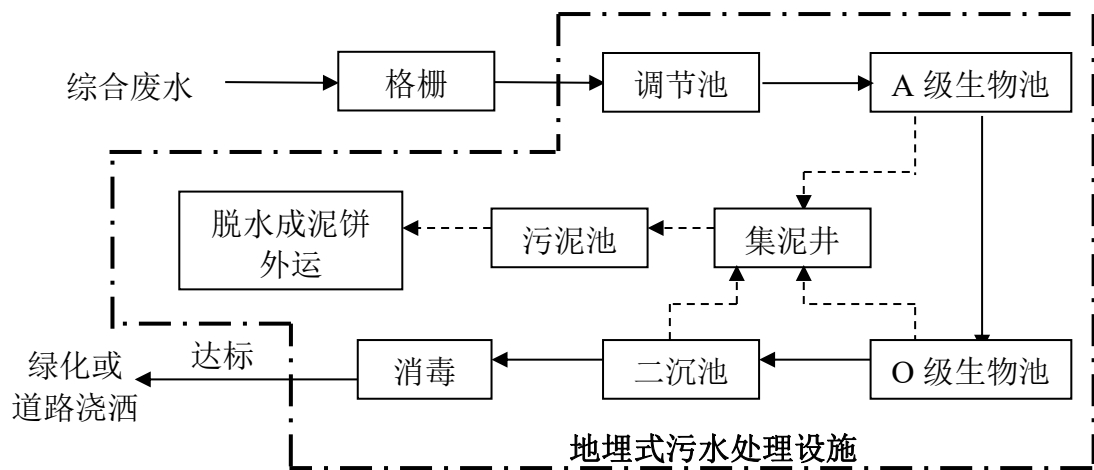 综合废水
格栅
调节池
A 级生物池
脱水成泥饼
外运
污泥池
集泥井
绿化或
道路浇洒
达标
消毒
二沉池
O 级生物池
地埋式污水处理设施